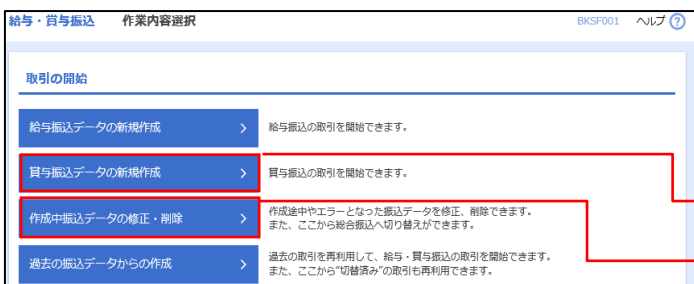 給与・賞与振込 作業内容選択 BKSF001 ヘルプ ?
取引の開始
給与振込データの新規作成 給与振込の取引を開始できます。
賞与振込データの新規作成 賞与振込の取引を開始できます。
作成中振込データの修正・削除 作成途中やエラーとなった振込データを修正、削除できます。
また、ここから総合振込へ切り替えができます。
過去の振込データからの作成 過去の取引を再利用して、給与・賞与振込の取引を開始できます。
また、ここから"切替済み"の取引も再利用できます。